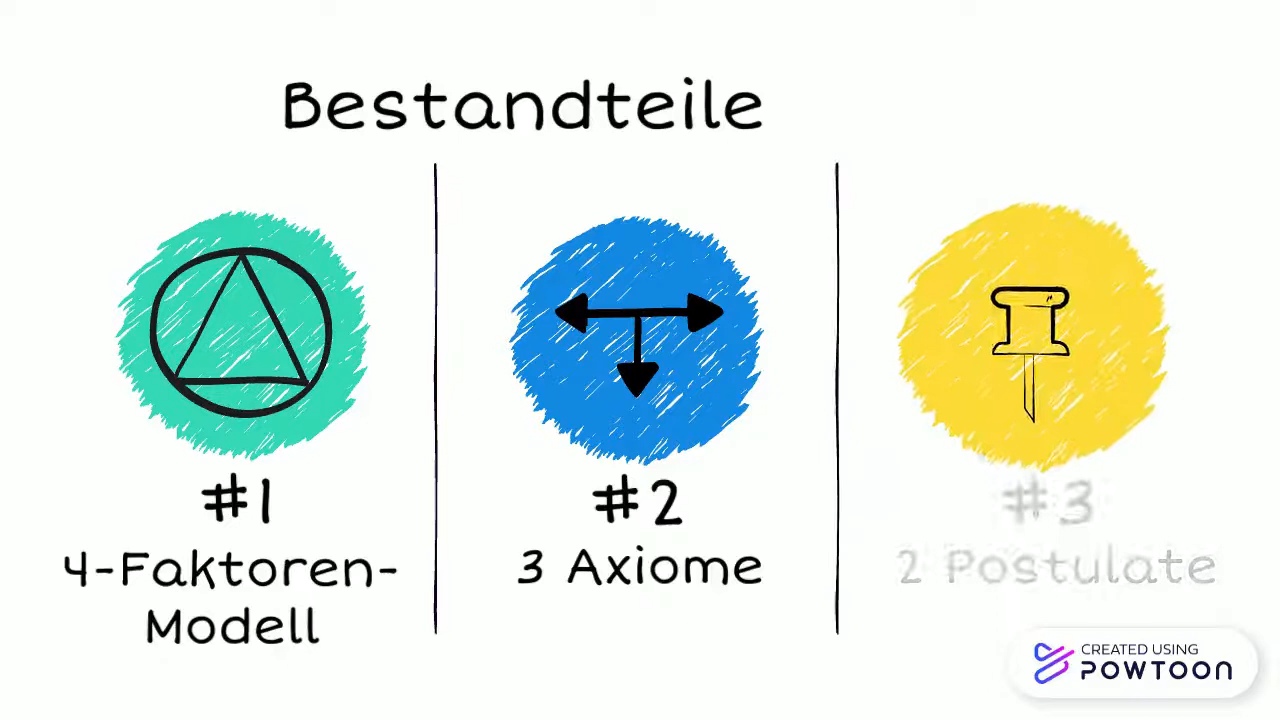 Bestandteile
#1
4-Faktoren-
Modell
#2
3 Axiome
#3
2 Postulate
CREATED USING
POWTOON